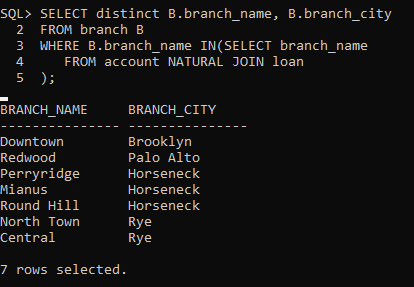 SQL> SELECT distinct B.branch_name, B.branch_city
  2  FROM branch B
  3  WHERE B.branch_name IN(SELECT branch_name
  4     FROM account NATURAL JOIN loan
  5  );
BRANCH_NAME     BRANCH_CITY
--------------- ---------------
Downtown        Brooklyn
Redwood         Palo Alto
Perryridge      Horseneck
Mianus          Horseneck
Round Hill      Horseneck
North Town      Rye
Central         Rye
7 rows selected.